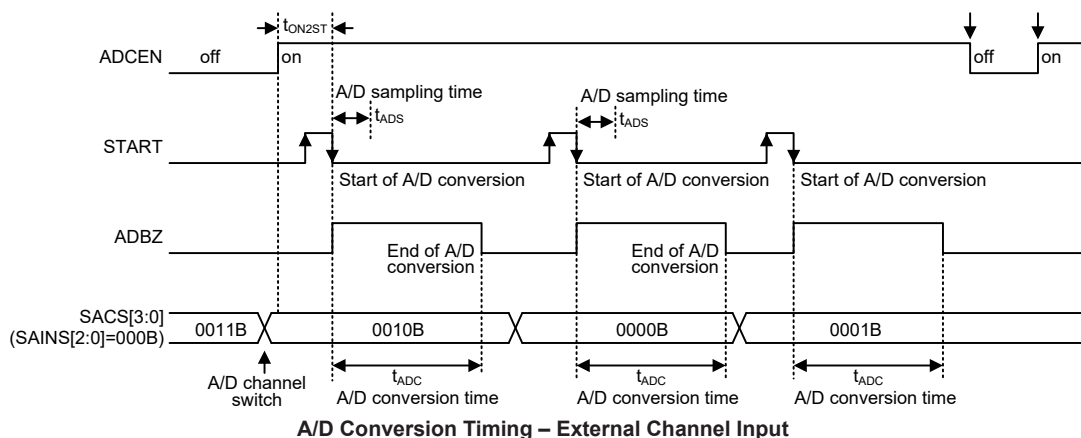 tON2ST
ADCEN off on off on
A/D sampling time A/D sampling time
tADS tADS
START
Start of A/D conversion Start of A/D conversion Start of A/D conversion
ADBZ
End of A/D conversion End of A/D conversion
SACS[3:0]
(SAINS[2:0]=000B)
0011B 0010B 0000B 0001B
A/D channel switch
tADC tADC tADC
A/D conversion time A/D conversion time A/D conversion time
A/D Conversion Timing – External Channel Input